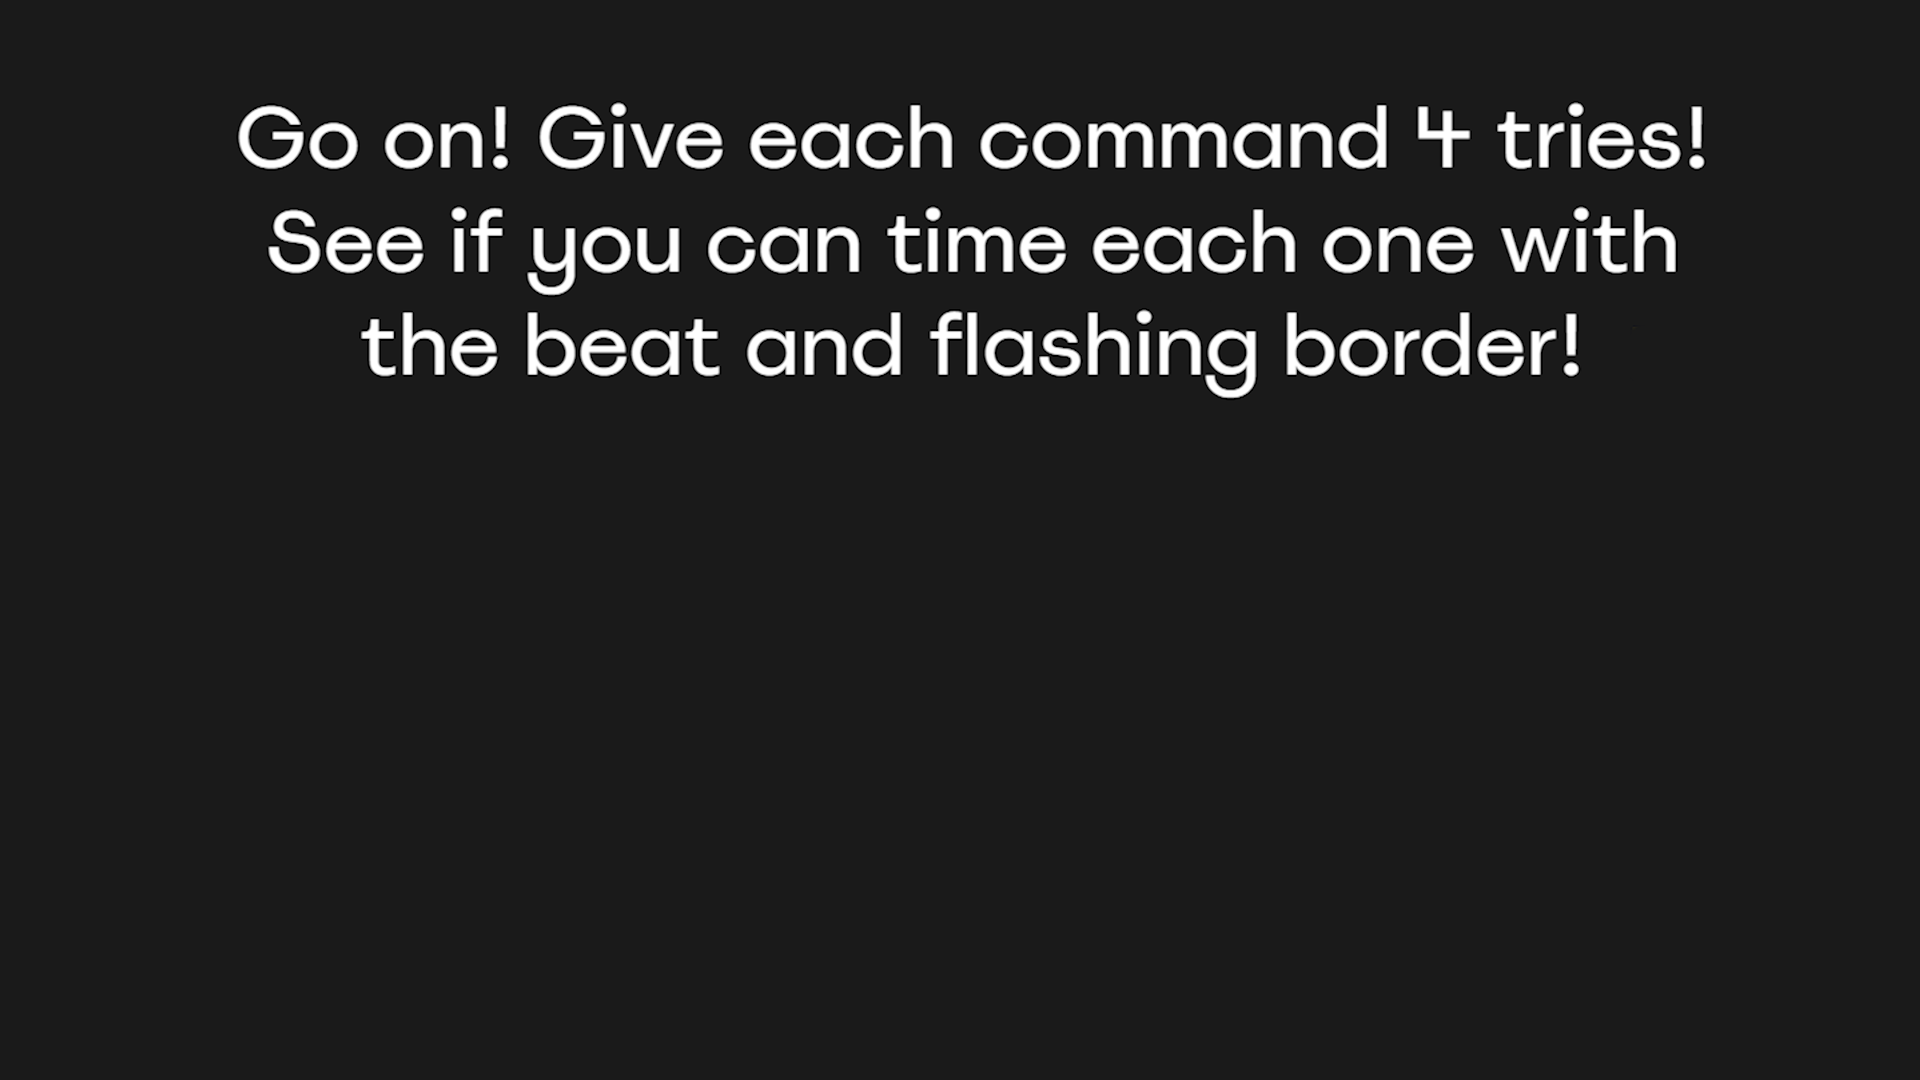 Go on! Give each command 4 tries!
See if you can time each one with
the beat and flashing border!